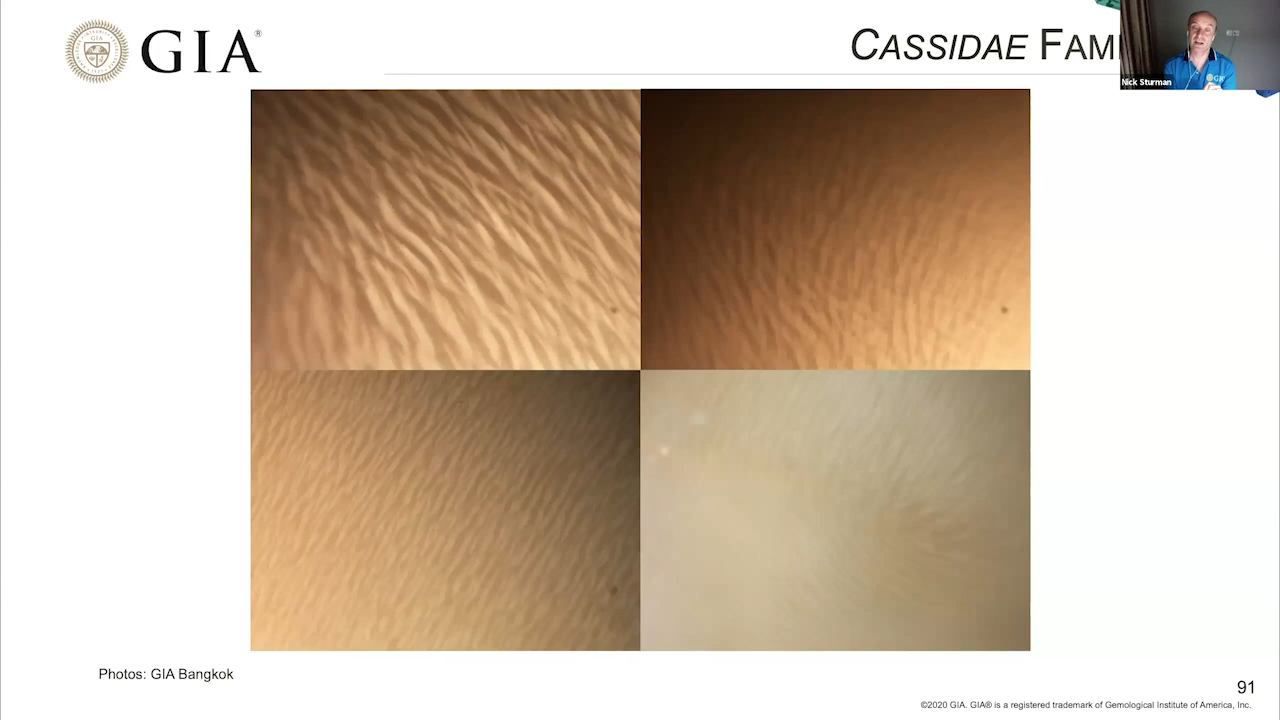 GIA®
CASSIDAE FAM
Nick Sturman
Photos: GIA Bangkok
91
©2020 GIA. GIA® is a registered trademark of Gemological Institute of America, Inc.